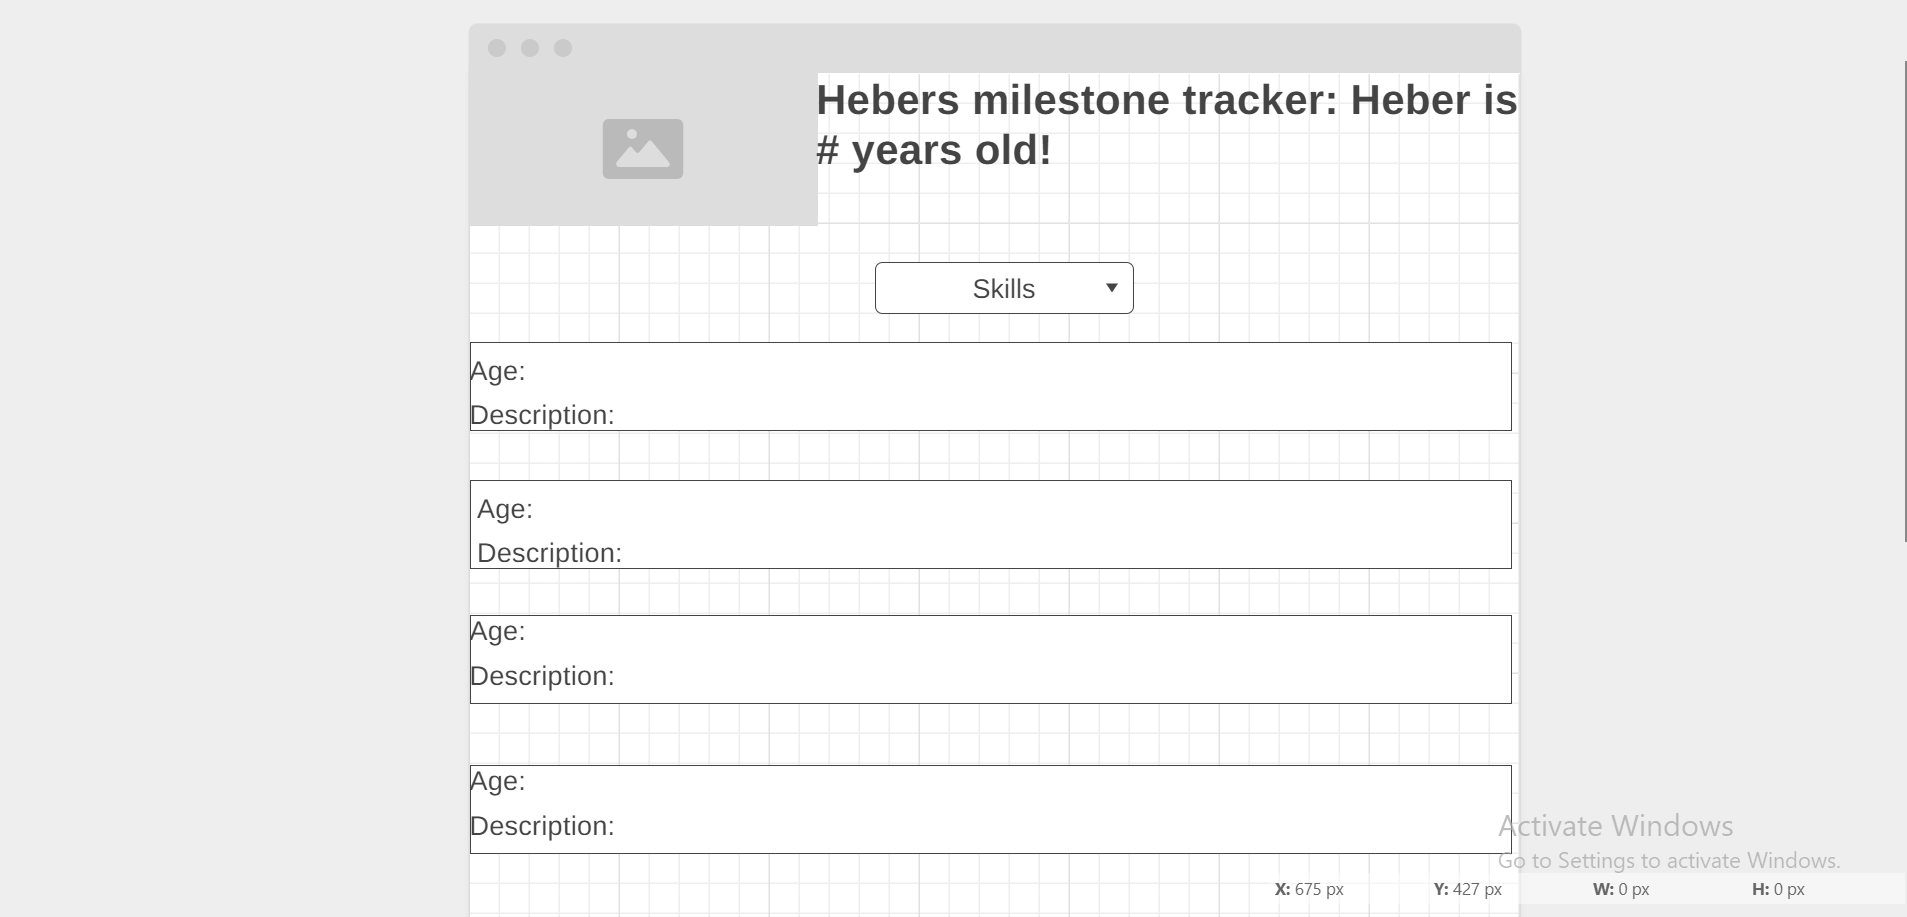 Hebers milestone tracker: Heber is
# years old!
Skills
Age:
Description:
Age:
Description:
Age:
Description:
Age:
Description:
Activate Windows
Go to Settings to activate Windows.
X: 675 px Y: 427 px W: 0 px H: 0 px